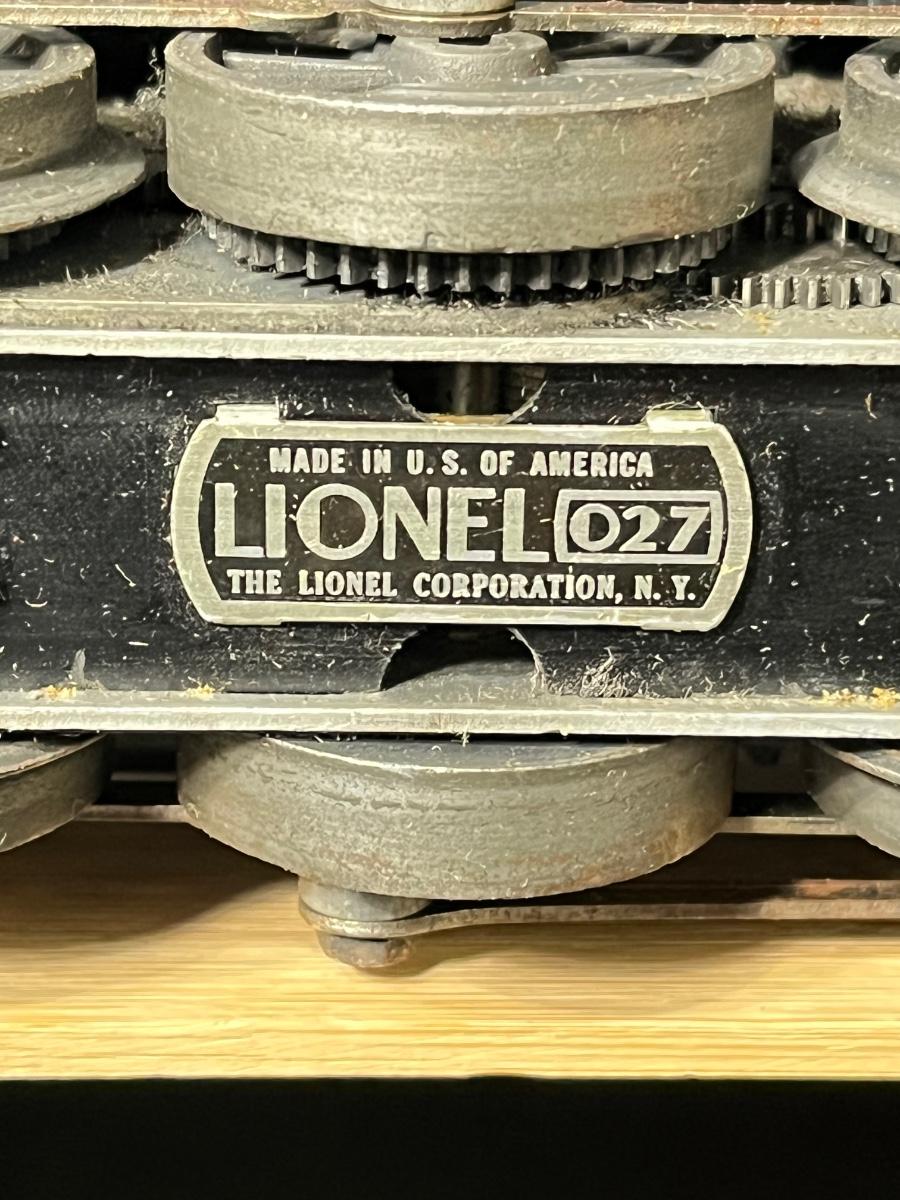 MADE IN U.S. OF AMERICA
LIONEL 027
THE LIONEL CORPORATION, N. Y.